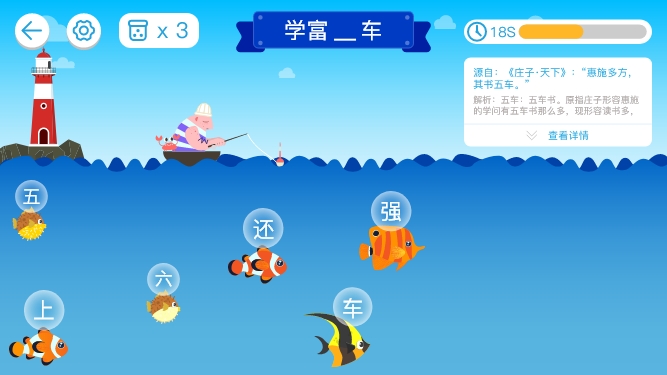 x 3
学富__车
18S
源自：《庄子·天下》：“惠施多方，
其书五车。”
解析：五车：五车书。原指庄子形容惠施
的学问有五车书那么多，现形容读书多，
查看详情
五
还
强
六
上
车